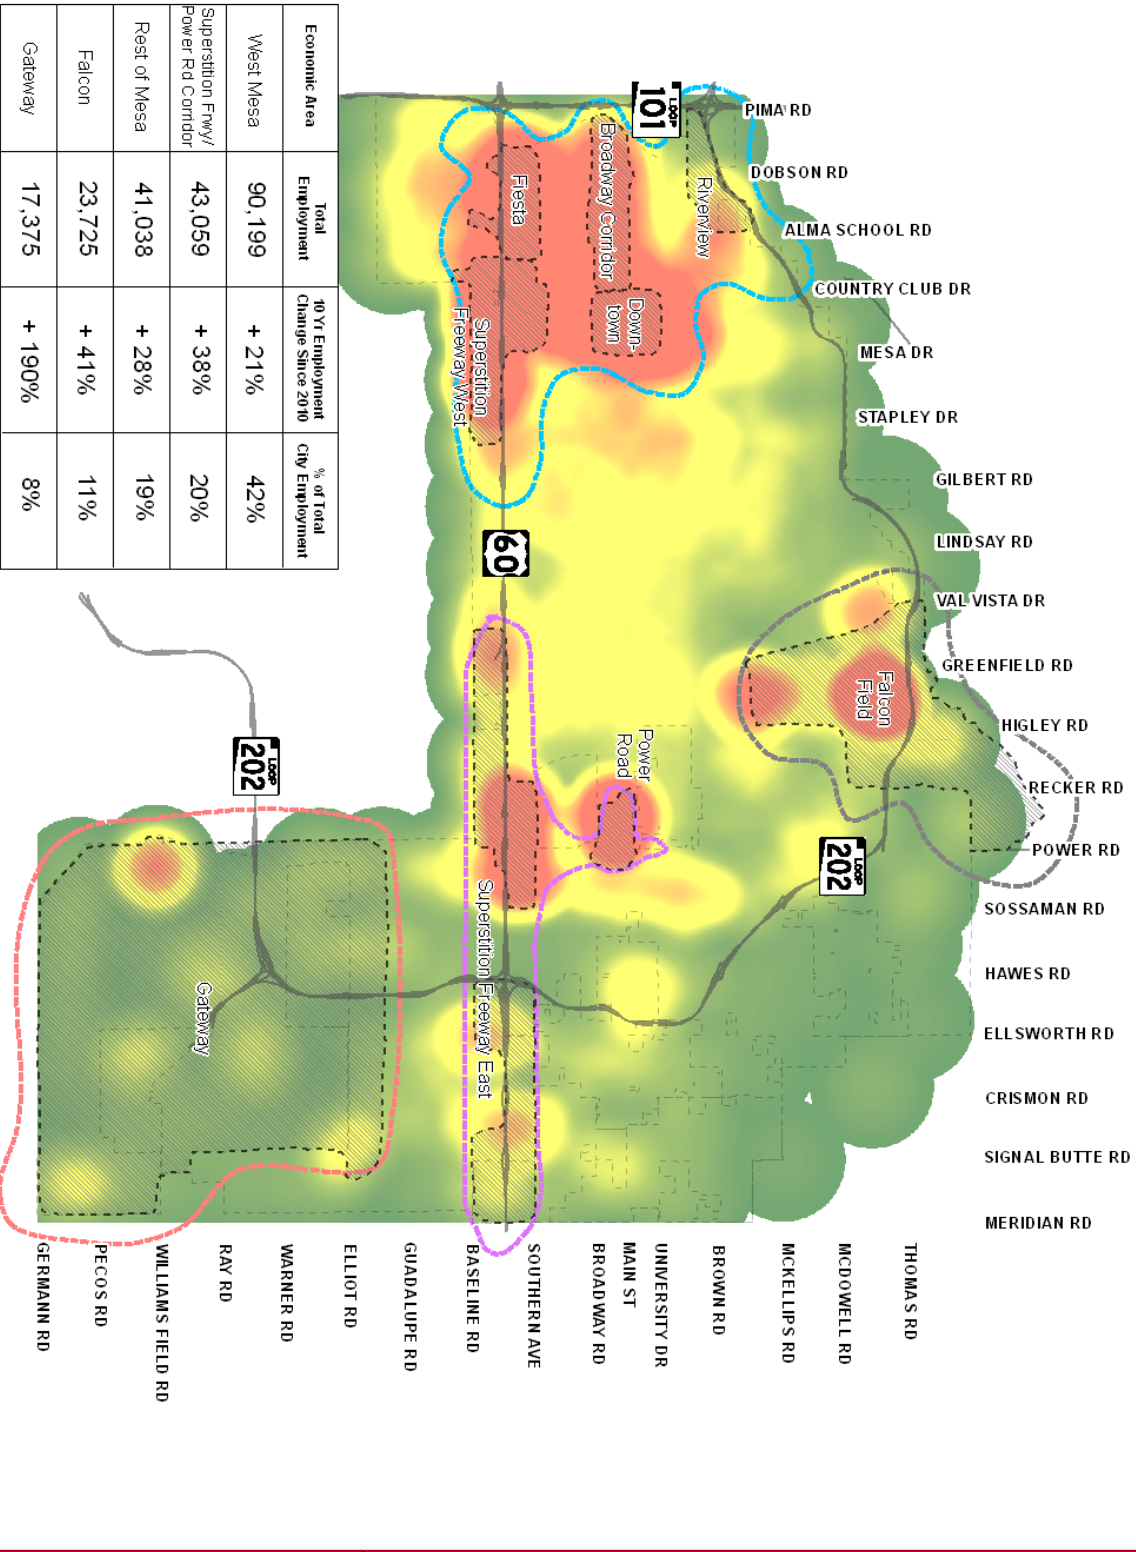 PIMA RD
DOBSON RD
ALMA SCHOOL RD
COUNTRY CLUB DR
MESA DR
STAPLEY DR
GILBERT RD
LINDSAY RD
VAL VISTA DR
GREENFIELD RD
HIGLEY RD
RECKER RD
POWER RD
SOSSAMAN RD
HAWES RD
ELLSWORTH RD
CRISMON RD
SIGNAL BUTTE RD
MERIDIAN RD
THOMAS RD
MCDOWELL RD
MCKELLIPS RD
BROWN RD
UNIVERSITY DR
MAIN ST
BROADWAY RD
SOUTHERN AVE
BASELINE RD
GUADALUPE RD
ELLIOT RD
WARNER RD
RAY RD
WILLIAMS FIELD RD
PECOS RD
GERMANN RD
LOOP
101
Riverview
Broadway Corridor
Down-
town
Fiesta
Superstition
Freeway West
60
Falcon
Field
Power
Road
LOOP
202
Superstition Freeway East
LOOP
202
Gateway
Economic Area
Total
Employment
10 Yr Employment
Change Since 2010
% of Total
City Employment
West Mesa
90,199
+ 21%
42%
Superstition Frwy/
Power Rd Corridor
43,059
+ 38%
20%
Rest of Mesa
41,038
+ 28%
19%
Falcon
23,725
+ 41%
11%
Gateway
17,375
+ 190%
8%